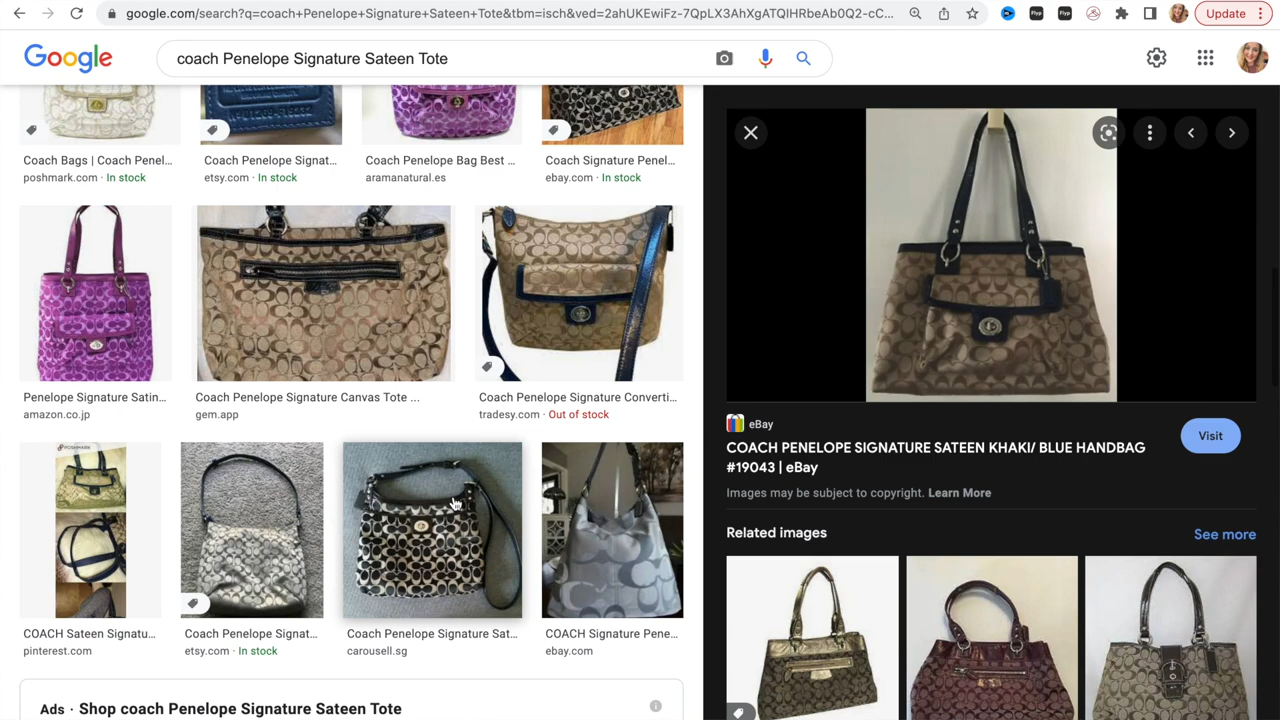 google.com/search?q=coach+Penelope+Signature+Sateen+Tote&tbm=isch&ved=2ahUKEwiFz-7QpLX3AhXgATQIHRbeAb0Q2-cC...
Flyp
Flyp
Update
Google
coach Penelope Signature Sateen Tote
Coach Bags | Coach Penel...
poshmark.com · In stock
Coach Penelope Signat...
etsy.com · In stock
Coach Penelope Bag Best ...
aramanatural.es
Coach Signature Penel...
ebay.com · In stock
Penelope Signature Satin...
amazon.co.jp
Coach Penelope Signature Canvas Tote ...
gem.app
Coach Penelope Signature Converti...
tradesy.com · Out of stock
POSHMARK
COACH Sateen Signatu...
pinterest.com
Coach Penelope Signat...
etsy.com · In stock
Coach Penelope Signature Sat...
carousell.sg
COACH Signature Pene...
ebay.com
Ads · Shop coach Penelope Signature Sateen Tote
eBay
COACH PENELOPE SIGNATURE SATEEN KHAKI/ BLUE HANDBAG
#19043 | eBay
Visit
Images may be subject to copyright. Learn More
Related images
See more